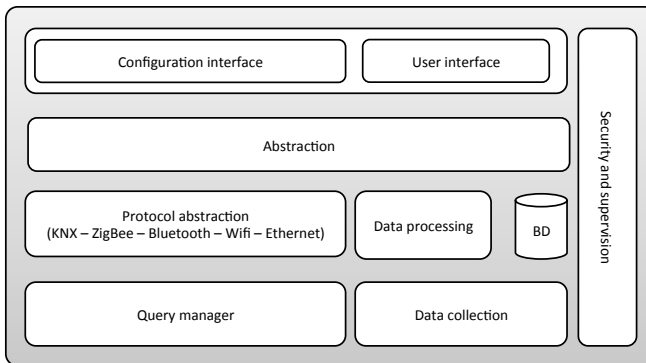 Configuration interface
User interface
Abstraction
Protocol abstraction
(KNX – ZigBee – Bluetooth – Wifi – Ethernet)
Data processing
BD
Query manager
Data collection
Security and supervision